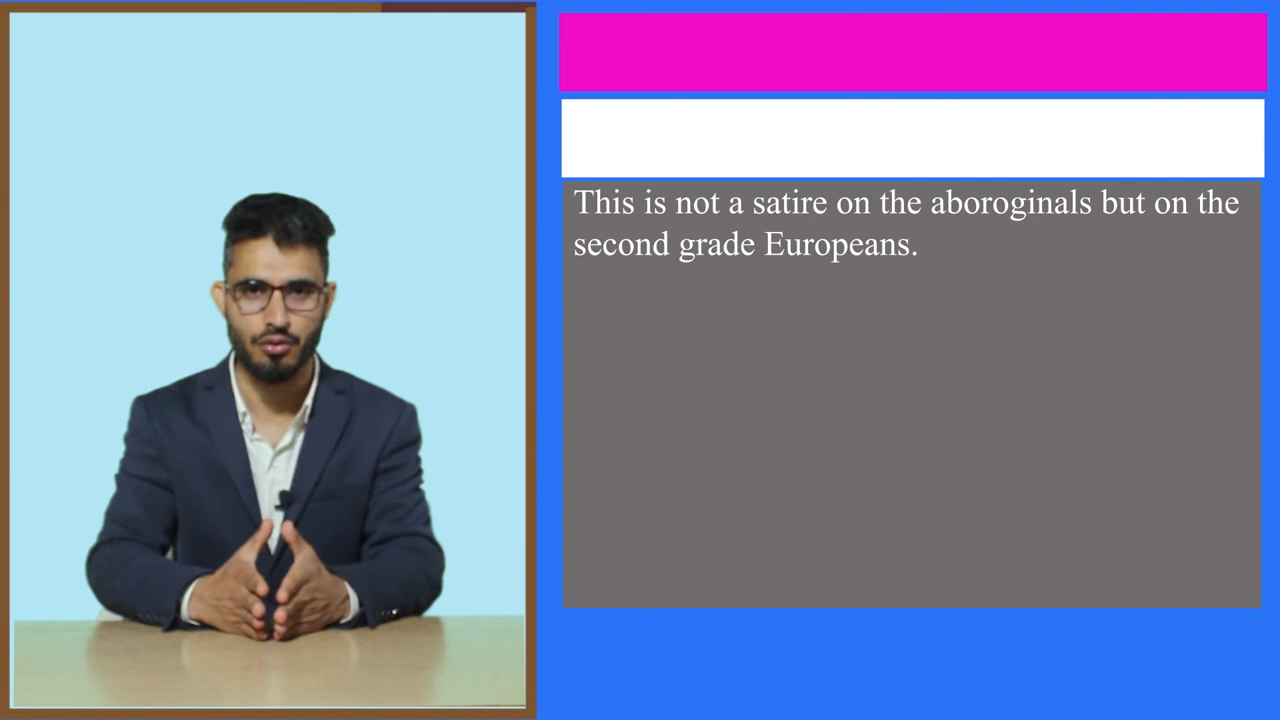 This is not a satire on the aboroginals but on the
second grade Europeans.